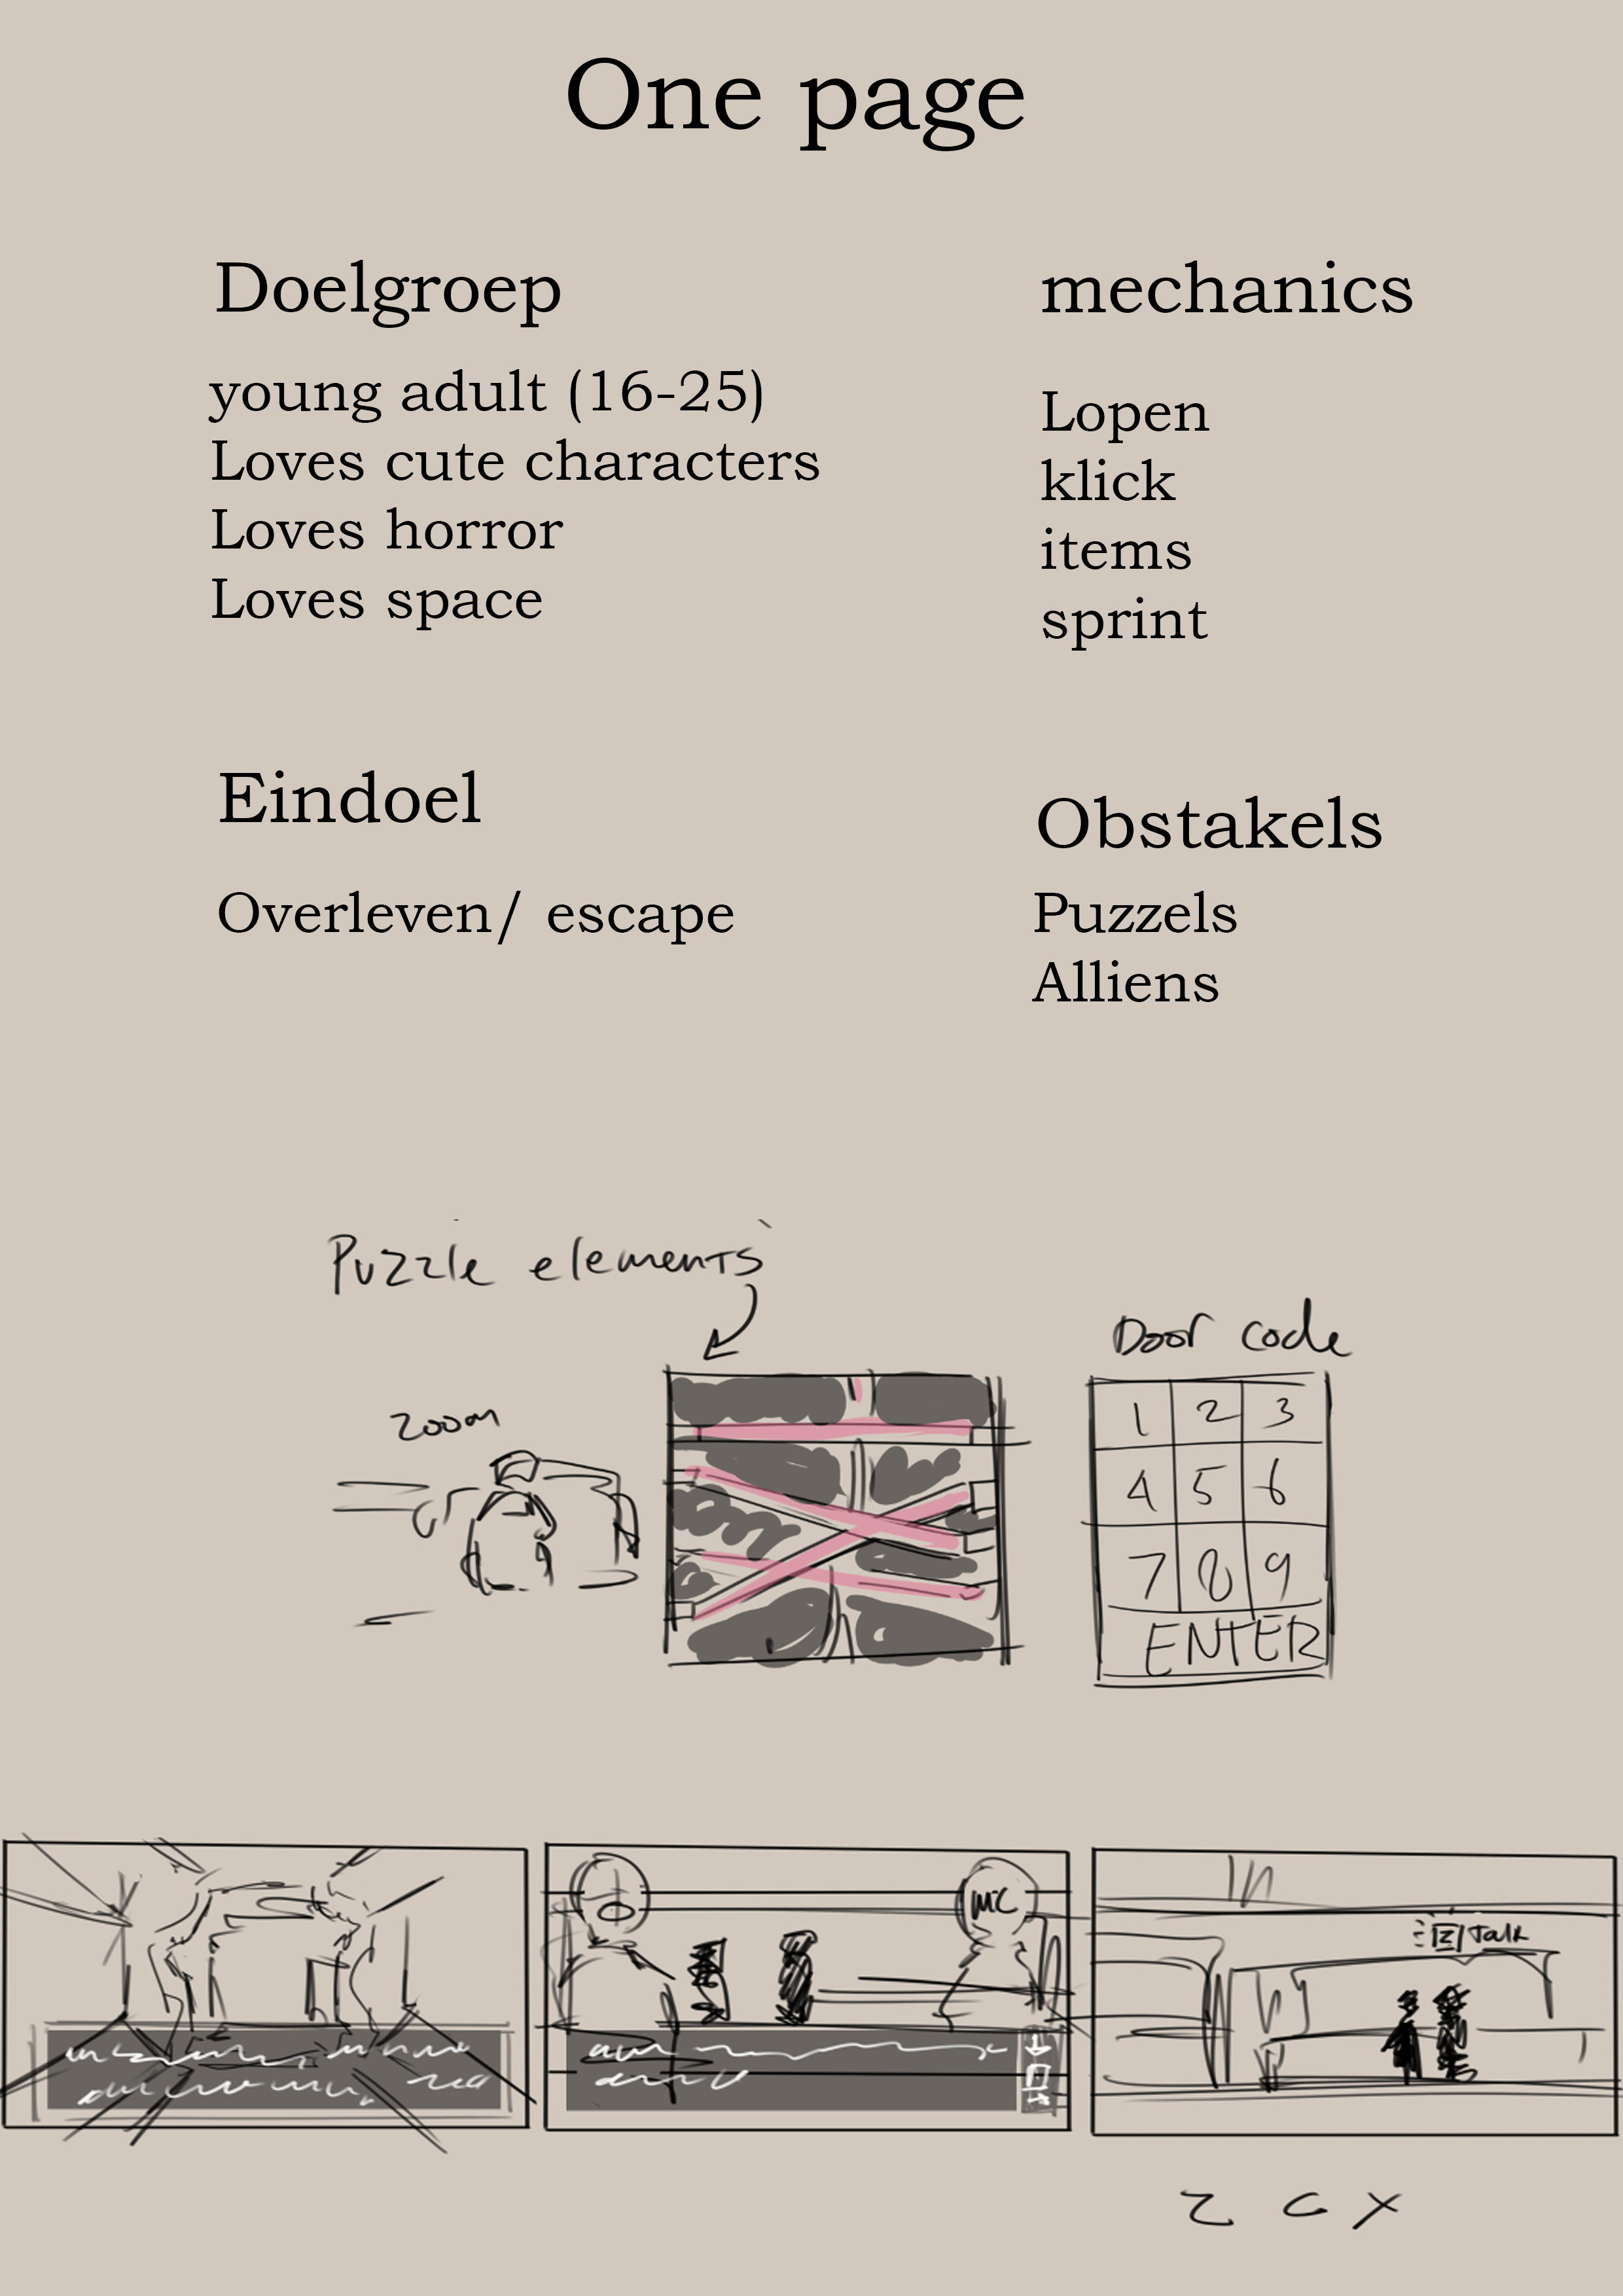 One page
Doelgroep
young adult (16-25)
Loves cute characters
Loves horror
Loves space
mechanics
Lopen
klick
items
sprint
Eindoel
Overleven/ escape
Obstakels
Puzzels
Alliens
Puzzle elements
zoom
Door code
1 2 3
4 5 6
7 8 9
ENTER
MC
Talk
Z C X